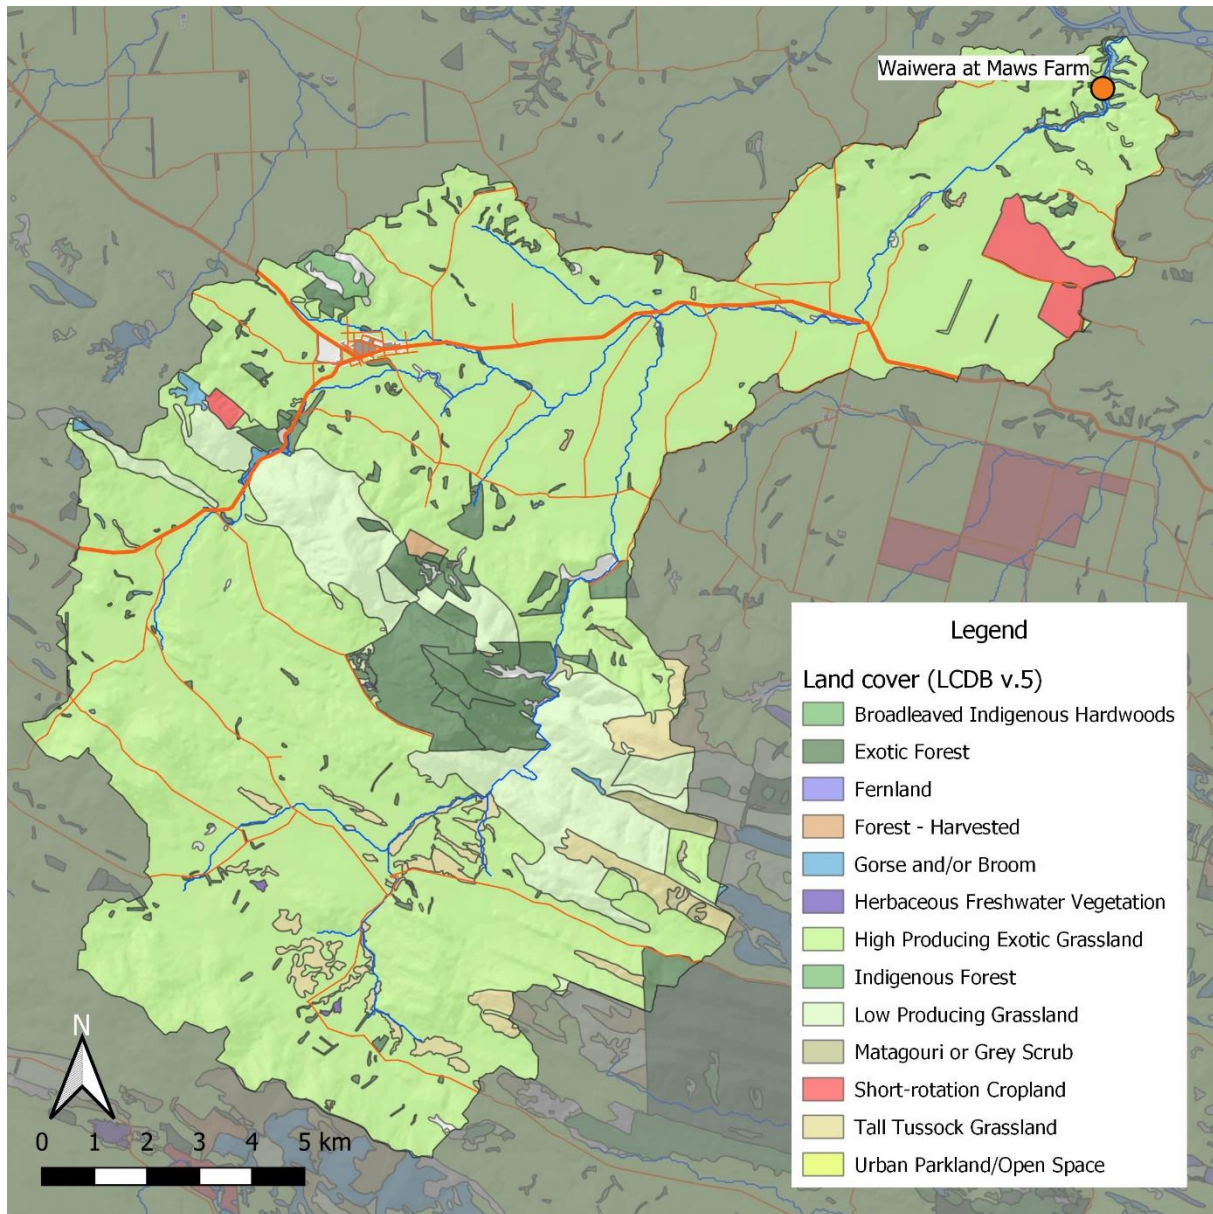 Waiwera at Maws Farm
Legend
Land cover (LCDB v.5)
Broadleaved Indigenous Hardwoods
Exotic Forest
Fernland
Forest - Harvested
Gorse and/or Broom
Herbaceous Freshwater Vegetation
High Producing Exotic Grassland
Indigenous Forest
Low Producing Grassland
Matagouri or Grey Scrub
Short-rotation Cropland
Tall Tussock Grassland
Urban Parkland/Open Space
N
0 1 2 3 4 5 km